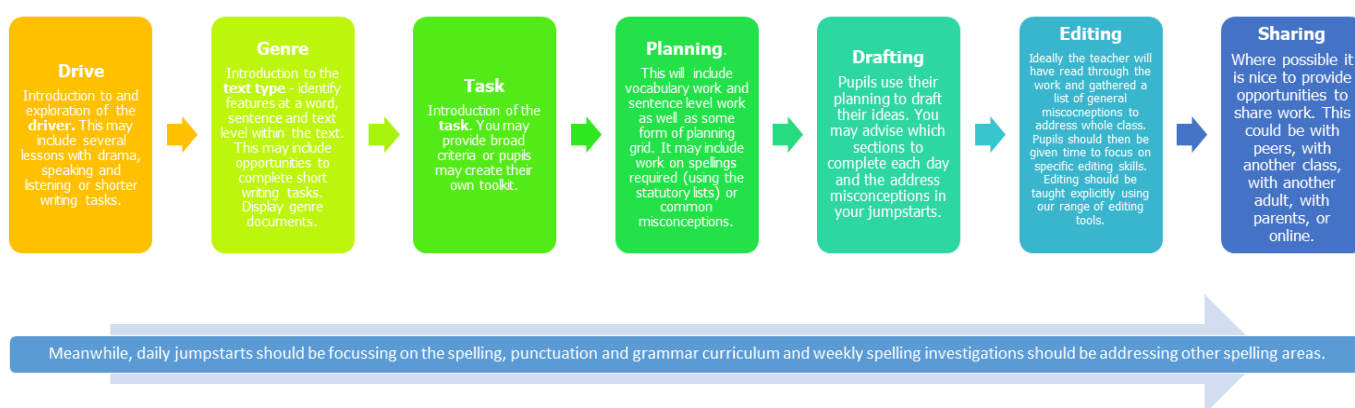 Drive
Introduction to and
exploration of the
driver. This may
include several
lessons with drama,
speaking and
listening or shorter
writing tasks.
Genre
Introduction to the
text type - identify
features at a word,
sentence and text
level within the text.
This may include
opportunities to
complete short
writing tasks.
Display genre
documents.
Task
Introduction of the
task. You may
provide broad
criteria or pupils
may create their
own toolkit.
Planning.
This will include
vocabulary work and
sentence level work
as well as some
form of planning
grid. It may include
work on spellings
required (using the
statutory lists) or
common
misconceptions.
Drafting
Pupils use their
planning to draft
their ideas. You
may advise which
sections to
complete each day
and the address
misconceptions in
your jumpstarts.
Editing
Ideally the teacher will
have read through the
work and gathered a
list of general
miscocneptions to
address whole class.
Pupils should then be
given time to focus on
specific editing skills.
Editing should be
taught explicitly using
our range of editing
tools.
Sharing
Where possible it
is nice to provide
opportunities to
share work. This
could be with
peers, with
another class,
with another
adult, with
parents, or
online.
Meanwhile, daily jumpstarts should be focussing on the spelling, punctuation and grammar curriculum and weekly spelling investigations should be addressing other spelling areas.